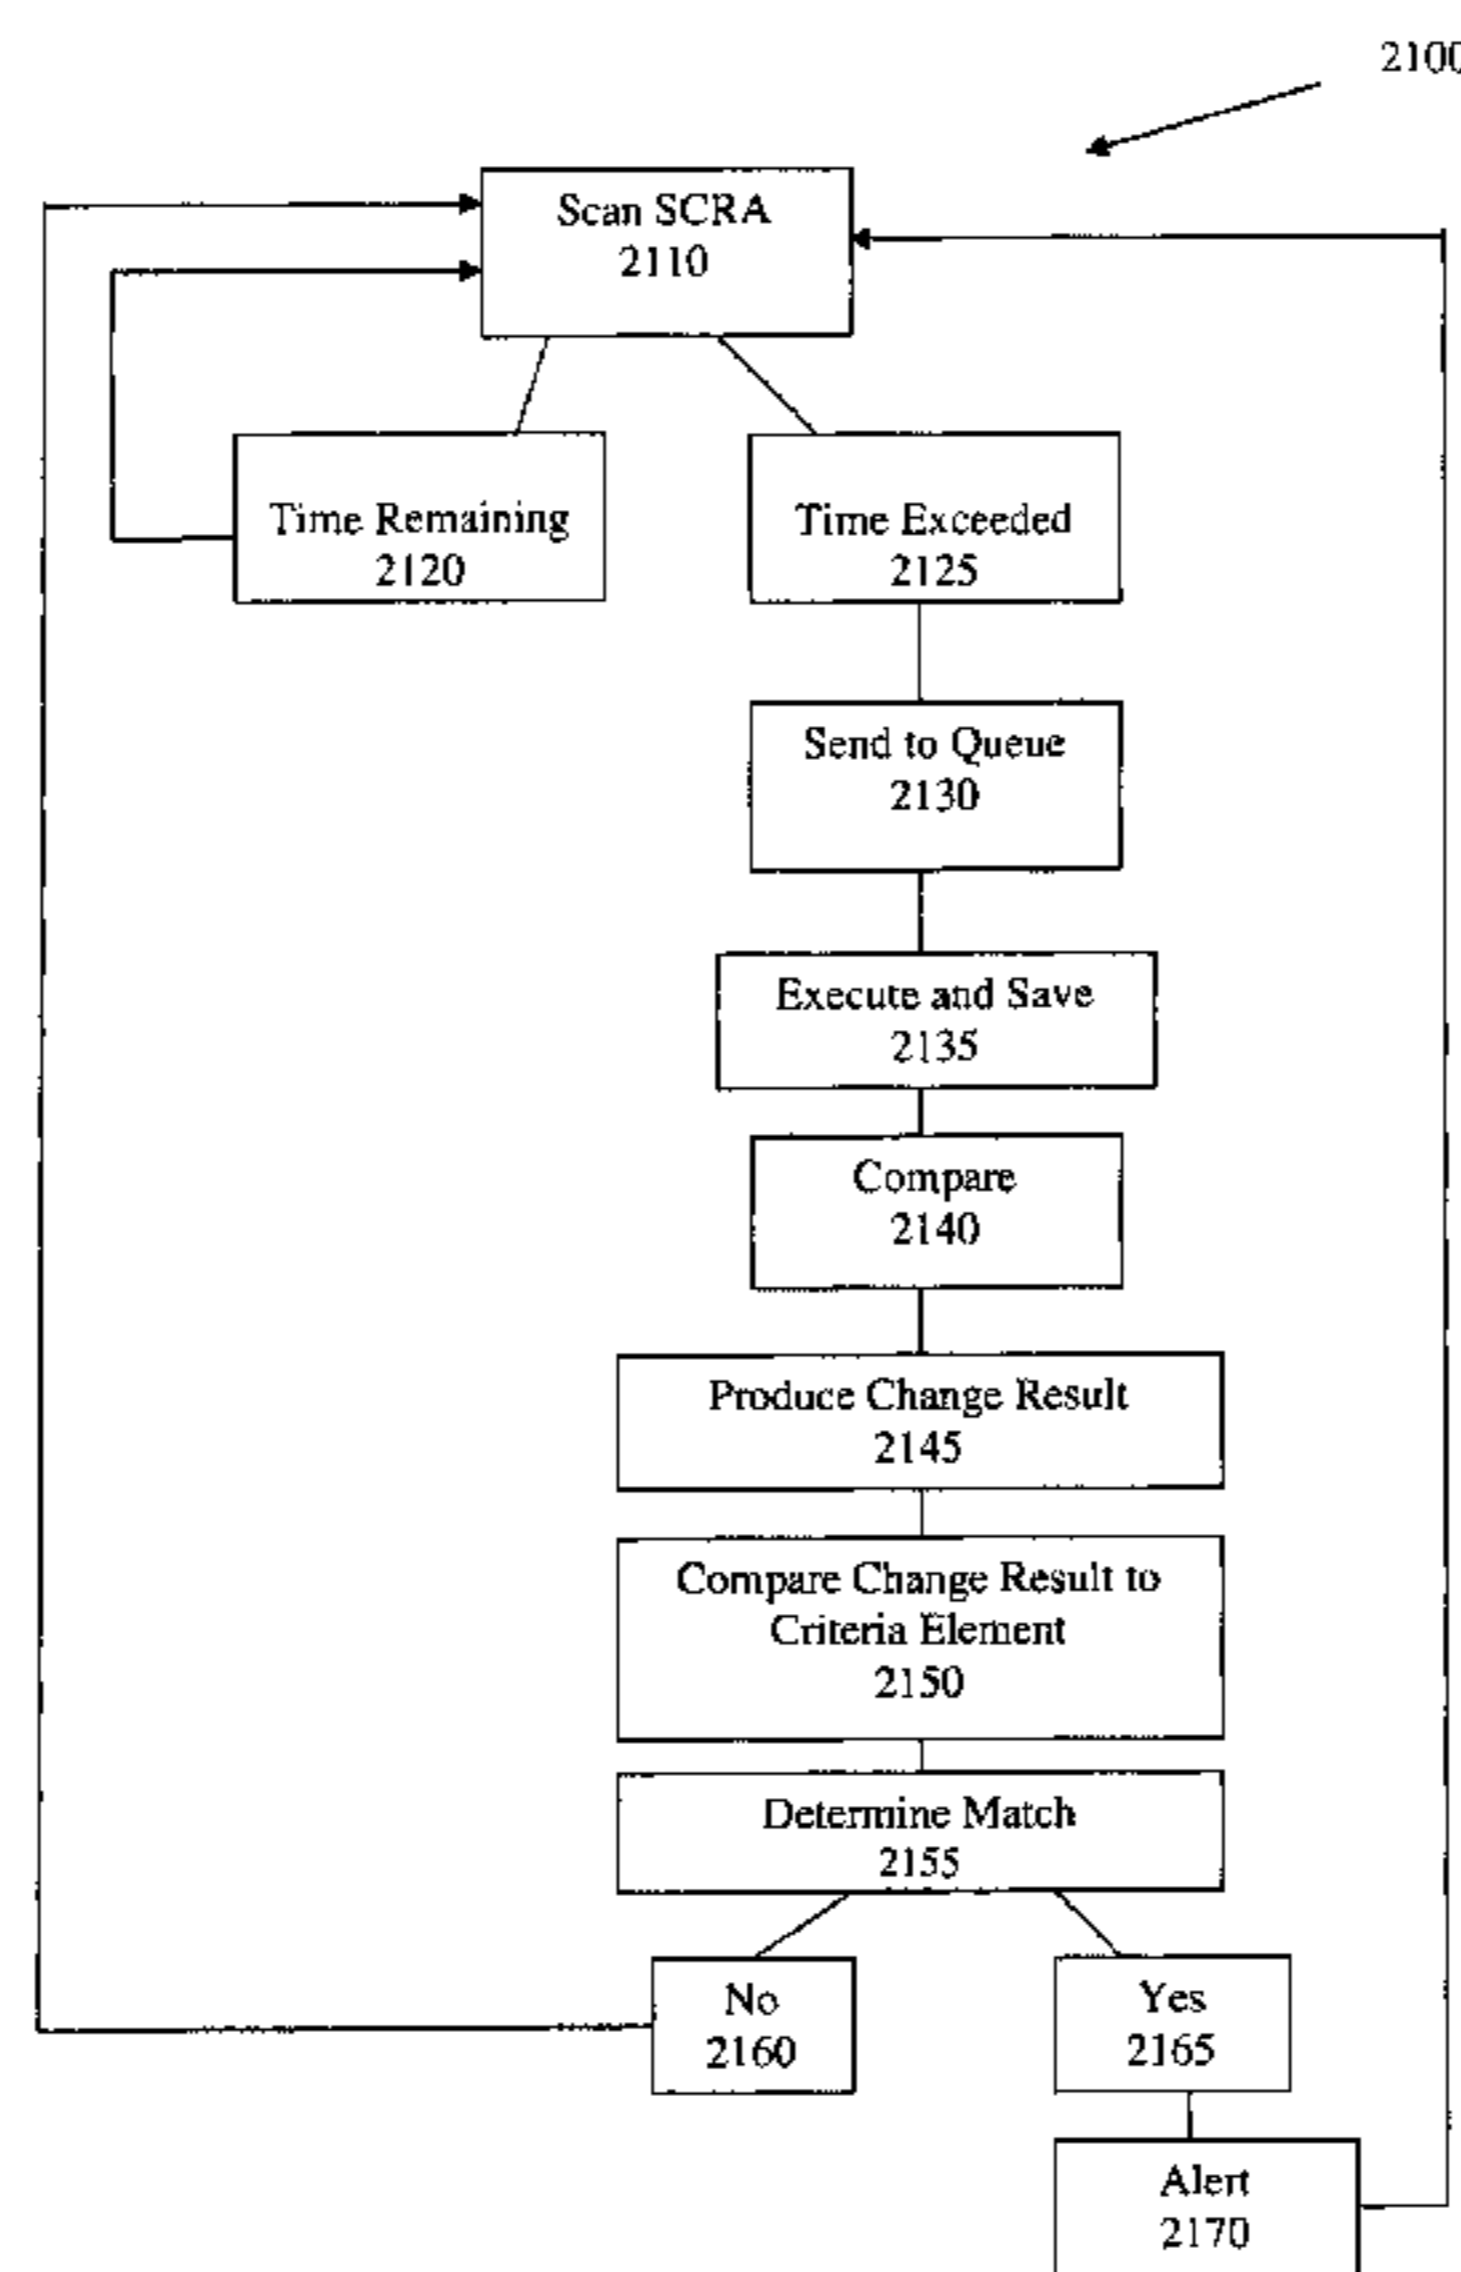 2100
Scan SCRA
2110
Time Remaining
2120
Time Exceeded
2125
Send to Queue
2130
Execute and Save
2135
Compare
2140
Produce Change Result
2145
Compare Change Result to
Criteria Element
2150
Determine Match
2155
No
2160
Yes
2165
Alert
2170